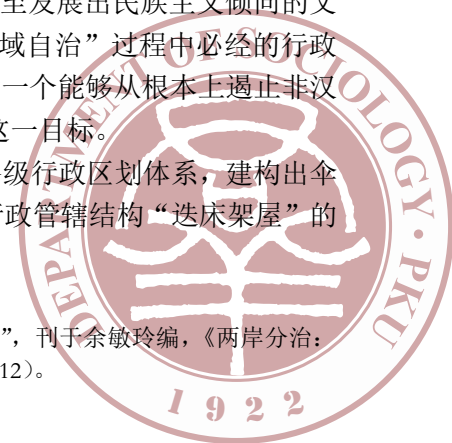 至发展出民族主义倾向的文
域自治”过程中必经的行政
一个能够从根本上遏止非汉
这一目标。
级行政区划体系，建构出伞
行政管辖结构“迭床架屋”的
”，刊于余敏玲编，《两岸分治：
12）。
DEPARTMENT OF SOCIOLOGY · PKU
1922